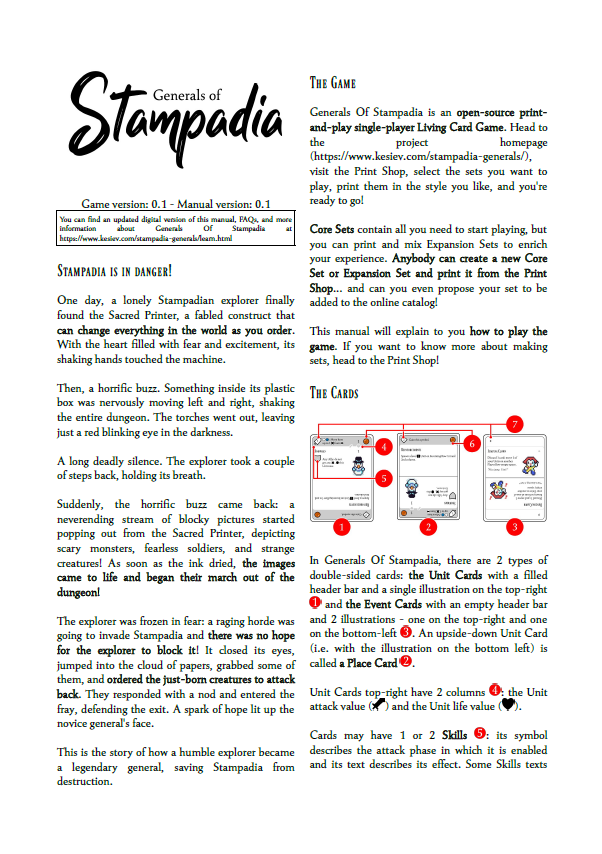 Generals of
Stampadia
Game version: 0.1 - Manual version: 0.1
You can find an updated digital version of this manual, FAQs, and more
information about Generals Of Stampadia at
https://www.kesiev.com/stampadia-generals/learn.html
Stampadia is in danger!
One day, a lonely Stampadian explorer finally
found the Sacred Printer, a fabled construct that
can change everything in the world as you order.
With the heart filled with fear and excitement, its
shaking hands touched the machine.
Then, a horrific buzz. Something inside its plastic
box was nervously moving left and right, shaking
the entire dungeon. The torches went out, leaving
just a red blinking eye in the darkness.
A long deadly silence. The explorer took a couple
of steps back, holding its breath.
Suddenly, the horrific buzz came back: a
neverending stream of blocky pictures started
popping out from the Sacred Printer, depicting
scary monsters, fearless soldiers, and strange
creatures! As soon as the ink dried, the images
came to life and began their march out of the
dungeon!
The explorer was frozen in fear: a raging horde was
going to invade Stampadia and there was no hope
for the explorer to block it! It closed its eyes,
jumped into the cloud of papers, grabbed some of
them, and ordered the just-born creatures to attack
back. They responded with a nod and entered the
fray, defending the exit. A spark of hope lit up the
novice general's face.
This is the story of how a humble explorer became
a legendary general, saving Stampadia from
destruction.
The Game
Generals Of Stampadia is an open-source print-
and-play single-player Living Card Game. Head to
the project homepage
(https://www.kesiev.com/stampadia-generals/),
visit the Print Shop, select the sets you want to
play, print them in the style you like, and you're
ready to go!
Core Sets contain all you need to start playing, but
you can print and mix Expansion Sets to enrich
your experience. Anybody can create a new Core
Set or Expansion Set and print it from the Print
Shop... and can you even propose your set to be
added to the online catalog!
This manual will explain to you how to play the
game. If you want to know more about making
sets, head to the Print Shop!
The Cards
7
4
6
5
1
2
3
In Generals Of Stampadia, there are 2 types of
double-sided cards: the Unit Cards with a filled
header bar and a single illustration on the top-right
1 and the Event Cards with an empty header bar
and 2 illustrations - one on the top-right and one
on the bottom-left 3. An upside-down Unit Card
(i.e. with the illustration on the bottom left) is
called a Place Card 2.
Unit Cards top-right have 2 columns 4: the Unit
attack value ( ) and the Unit life value ( ).
Cards may have 1 or 2 Skills 5: its symbol
describes the attack phase in which it is enabled
and its text describes its effect. Some Skills texts